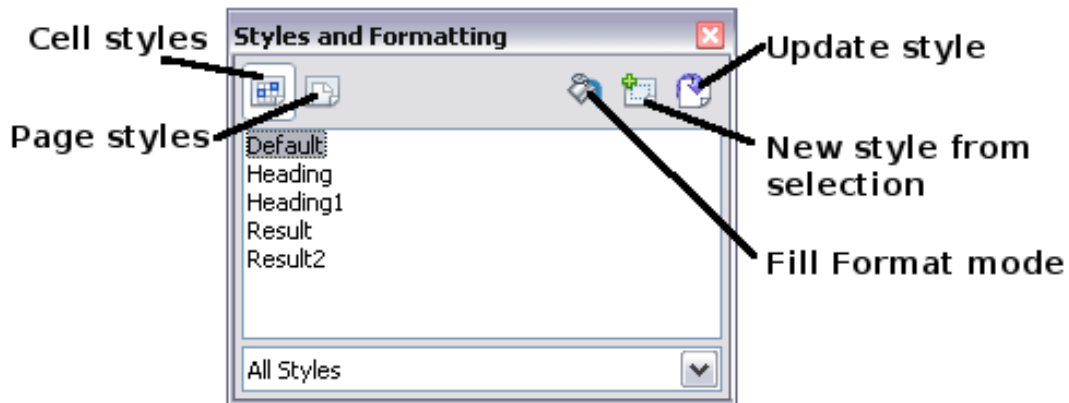 Cell styles
Styles and Formatting
Update style
Page styles
Default
Heading
Heading1
Result
Result2
New style from
selection
Fill Format mode
All Styles